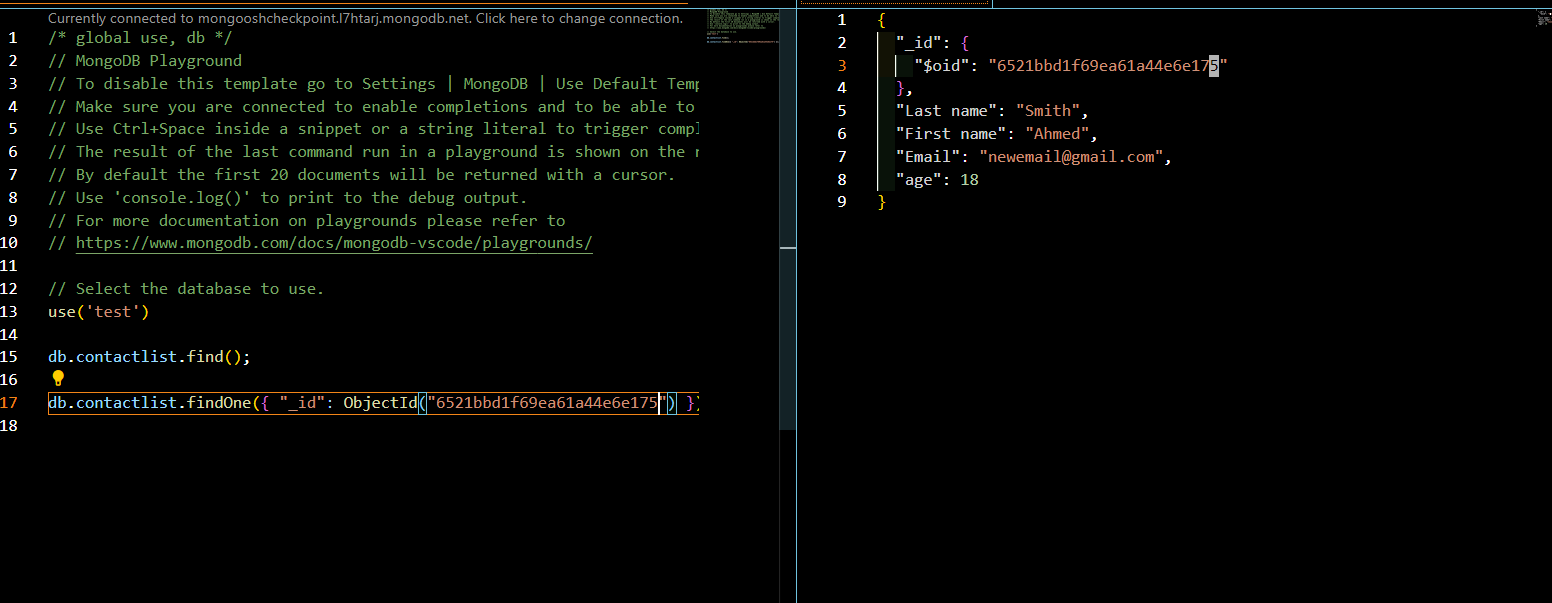 Currently connected to mongooshcheckpoint.l7htarj.mongodb.net. Click here to change connection.
1 /* global use, db */
2 // MongoDB Playground
3 // To disable this template go to Settings | MongoDB | Use Default Temp
4 // Make sure you are connected to enable completions and to be able to
5 // Use Ctrl+Space inside a snippet or a string literal to trigger compl
6 // The result of the last command run in a playground is shown on the r
7 // By default the first 20 documents will be returned with a cursor.
8 // Use 'console.log()' to print to the debug output.
9 // For more documentation on playgrounds please refer to
10 // https://www.mongodb.com/docs/mongodb-vscode/playgrounds/
11
12 // Select the database to use.
13 use('test')
14
15 db.contactlist.find();
16
17 db.contactlist.findOne({ "_id": ObjectId("6521bbd1f69ea61a44e6e175") })
18
1 {
2 "_id": {
3 "$oid": "6521bbd1f69ea61a44e6e175"
4 },
5 "Last name": "Smith",
6 "First name": "Ahmed",
7 "Email": "newemail@gmail.com",
8 "age": 18
9 }